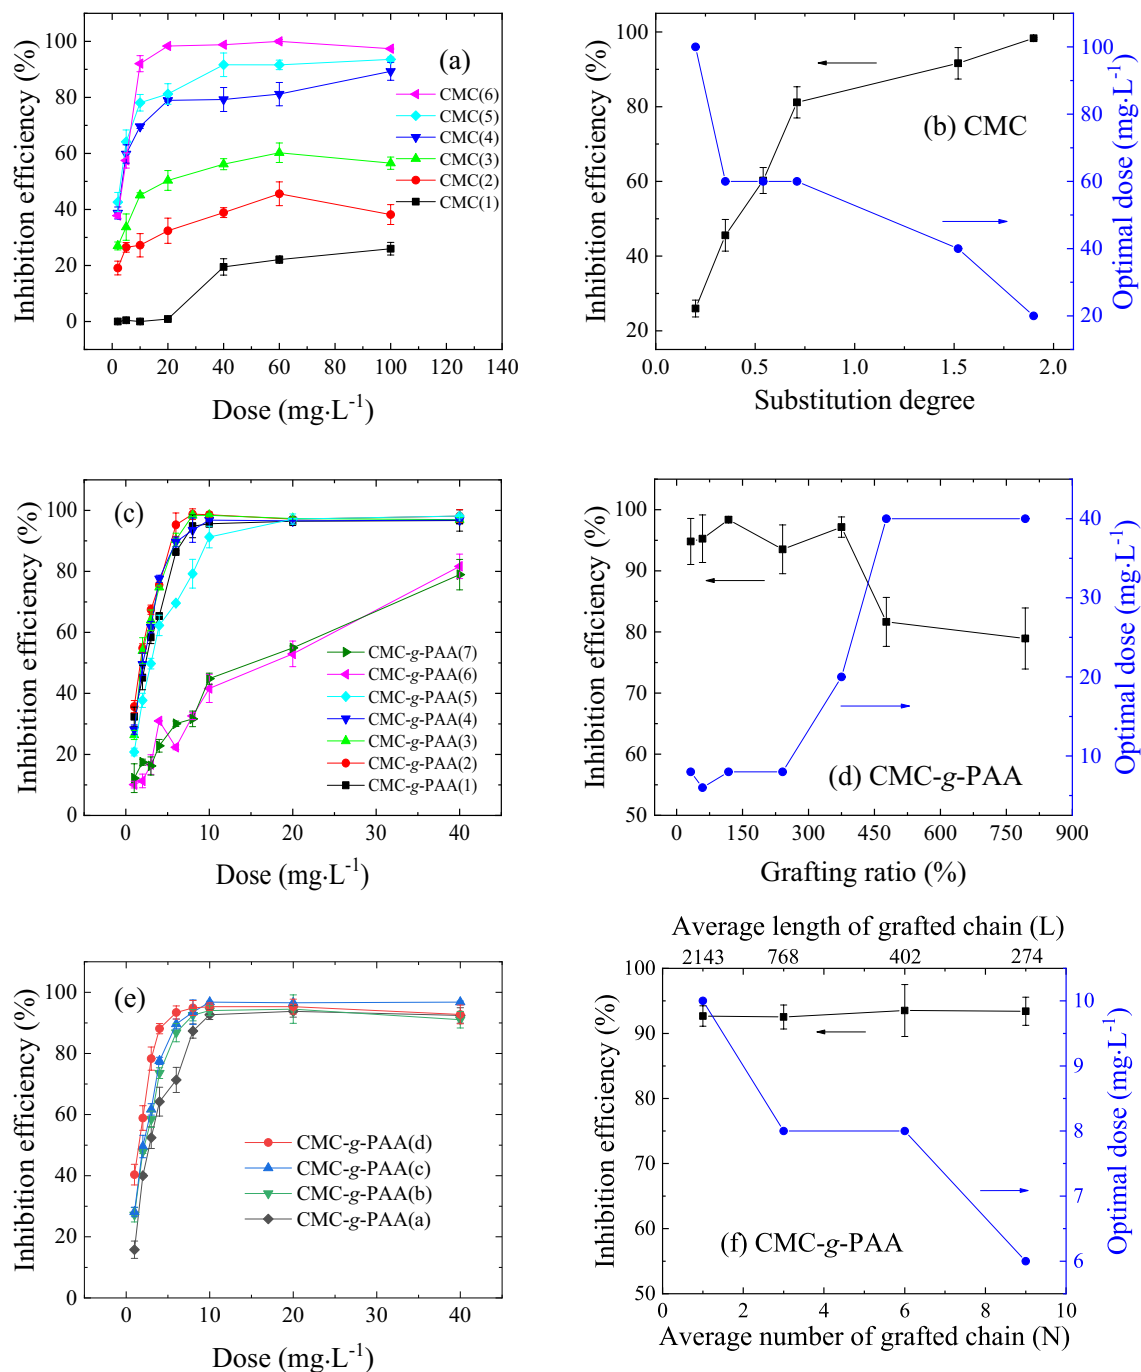 (a)
Inhibition efficiency (%)
100
80
60
40
20
0
CMC(6)
CMC(5)
CMC(4)
CMC(3)
CMC(2)
CMC(1)
0 20 40 60 80 100 120 140
Dose (mg·L-1)
(b) CMC
Inhibition efficiency (%)
100
80
60
40
20
Optimal dose (mg·L-1)
100
80
60
40
20
0.0 0.5 1.0 1.5 2.0
Substitution degree
(c)
Inhibition efficiency (%)
100
80
60
40
20
0
CMC-g-PAA(7)
CMC-g-PAA(6)
CMC-g-PAA(5)
CMC-g-PAA(4)
CMC-g-PAA(3)
CMC-g-PAA(2)
CMC-g-PAA(1)
0 10 20 30 40
Dose (mg·L-1)
Inhibition efficiency (%)
100
90
80
70
60
50
Optimal dose (mg·L-1)
40
30
20
10
(d) CMC-g-PAA
0 150 300 450 600 750 900
Grafting ratio (%)
(e)
Inhibition efficiency (%)
100
80
60
40
20
0
CMC-g-PAA(d)
CMC-g-PAA(c)
CMC-g-PAA(b)
CMC-g-PAA(a)
0 10 20 30 40
Dose (mg·L-1)
Average length of grafted chain (L)
2143 768 402 274
Inhibition efficiency (%)
100
95
90
85
80
75
70
65
60
55
50
Optimal dose (mg·L-1)
10
8
6
7
6
(f) CMC-g-PAA
0 2 4 6 8 10
Average number of grafted chain (N)